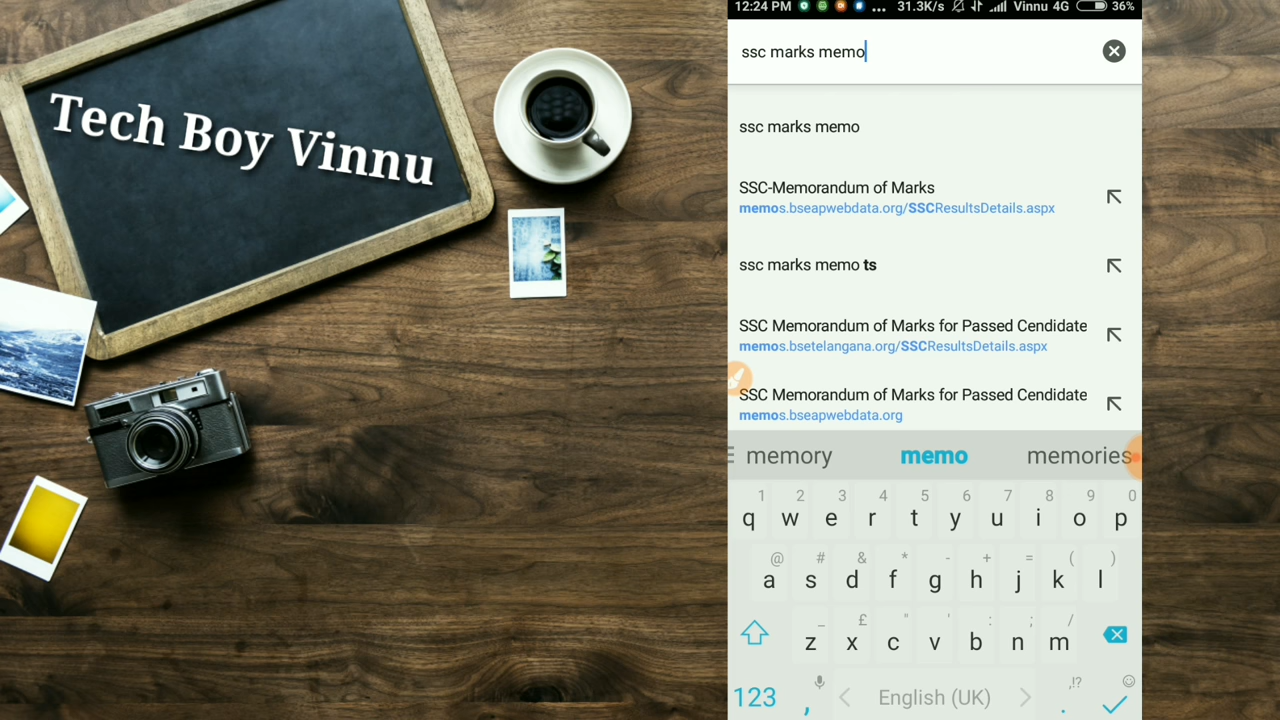 Tech Boy Vinnu
12:24 PM ... 31.3K/s Vinnu 4G 36%
ssc marks memo
ssc marks memo
SSC-Memorandum of Marks
memos.bseapwebdata.org/SSCResultsDetails.aspx
ssc marks memo ts
SSC Memorandum of Marks for Passed Cendidate
memos.bsetelangana.org/SSCResultsDetails.aspx
SSC Memorandum of Marks for Passed Cendidate
memos.bseapwebdata.org
memory memo memories
1 2 3 4 5 6 7 8 9 0
q w e r t y u i o p
@ # & * - + = ( )
a s d f g h j k l
_ £ " ' : ; /
z x c v b n m
,!?
123 , English (UK) .